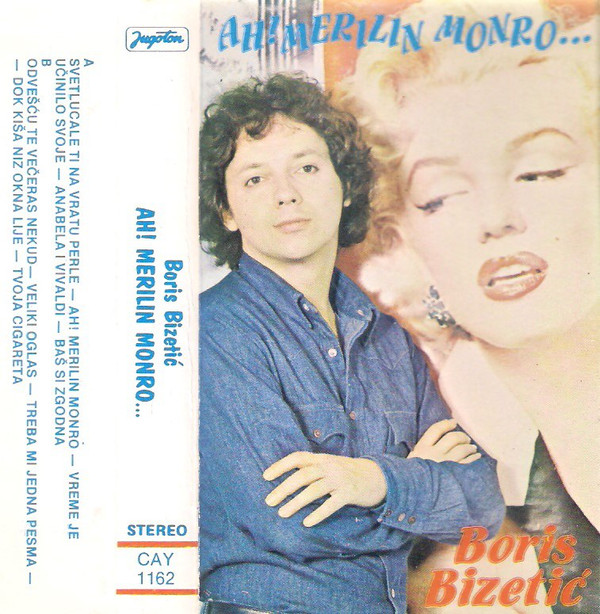 A
SVETLUCALE TI NA VRATU PERLE – AH! MERILIN MONRO – VREME JE
UČINILO SVOJE – ANABELA I VIVALDI – BAŠ SI ZGODNA
B
ODVEŠĆU TE VEČERAS NEKUD – VELIKI OGLAS – TREBA MI JEDNA PESMA –
– DOK KIŠA NIZ OKNA LIJE – TVOJA CIGARETA
Jugoton
Boris Bizetić
AH! MERILIN MONRO...
STEREO
CAY
1162
AH! MERILIN MONRO...
Boris
Bizetić